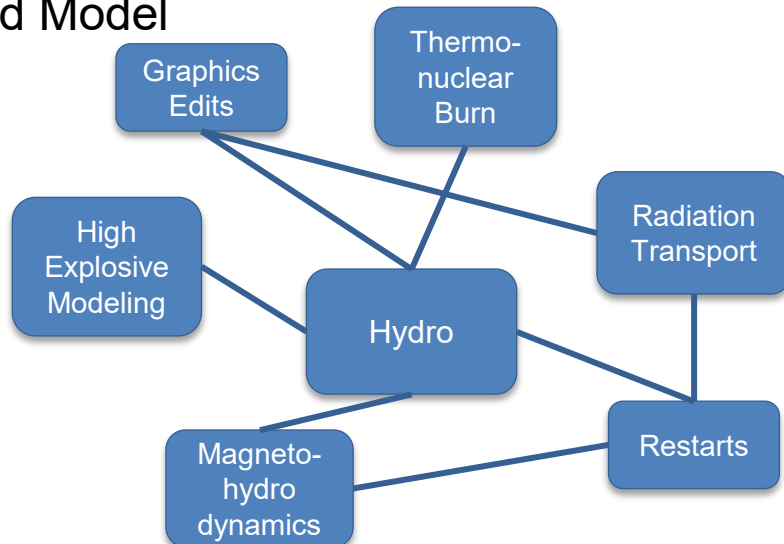 d Model
Graphics
Edits
Thermo-
nuclear
Burn
High
Explosive
Modeling
Radiation
Transport
Hydro
Magneto-
hydro
dynamics
Restarts